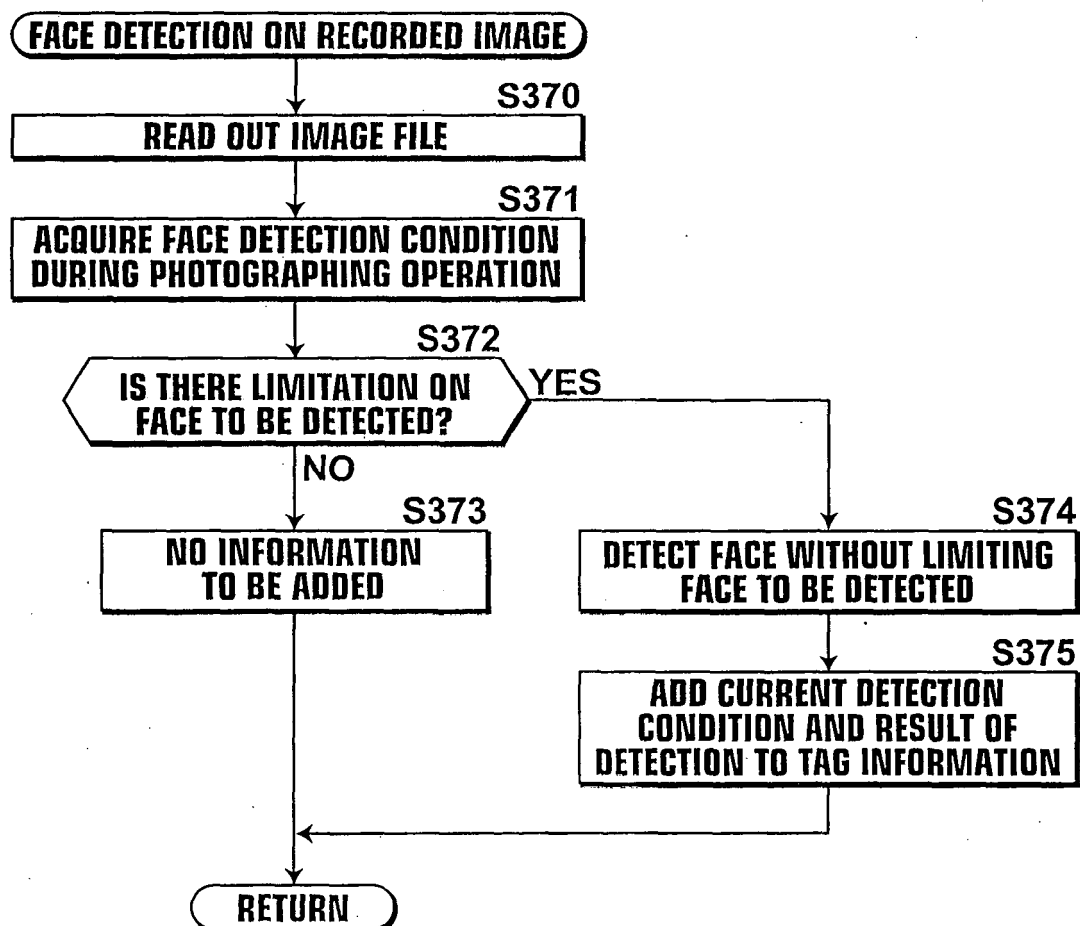 FACE DETECTION ON RECORDED IMAGE
S370
READ OUT IMAGE FILE
S371
ACQUIRE FACE DETECTION CONDITION
DURING PHOTOGRAPHING OPERATION
S372
IS THERE LIMITATION ON
FACE TO BE DETECTED?
YES
NO
S373
NO INFORMATION
TO BE ADDED
S374
DETECT FACE WITHOUT LIMITING
FACE TO BE DETECTED
S375
ADD CURRENT DETECTION
CONDITION AND RESULT OF
DETECTION TO TAG INFORMATION
RETURN